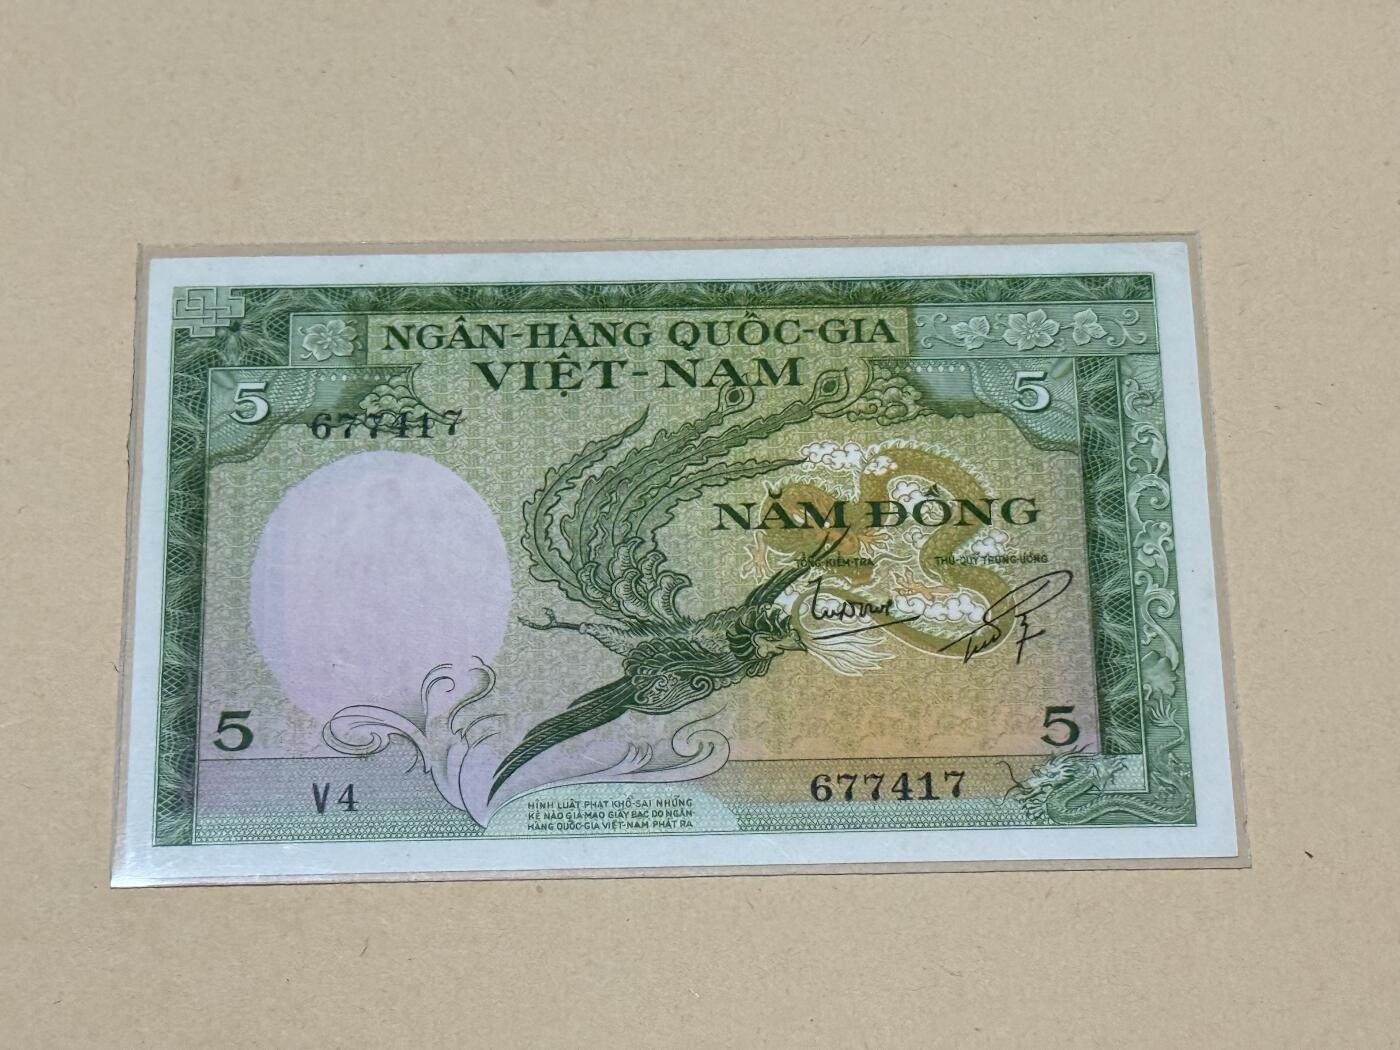 NGÂN-HÀNG QUỐC-GIA
VIỆT-NAM
5
5
677417
NĂM ĐỒNG
TỔNG-KIỂM-TRA
THỦ-QUỸ TRUNG-ƯƠNG
5
5
V4
677417
HÌNH LUẬT PHẠT KHỔ-SAI NHỮNG
KẺ NÀO GIẢ-MẠO GIẤY BẠC DO NGÂN-
HÀNG QUỐC-GIA VIỆT-NAM PHÁT RA